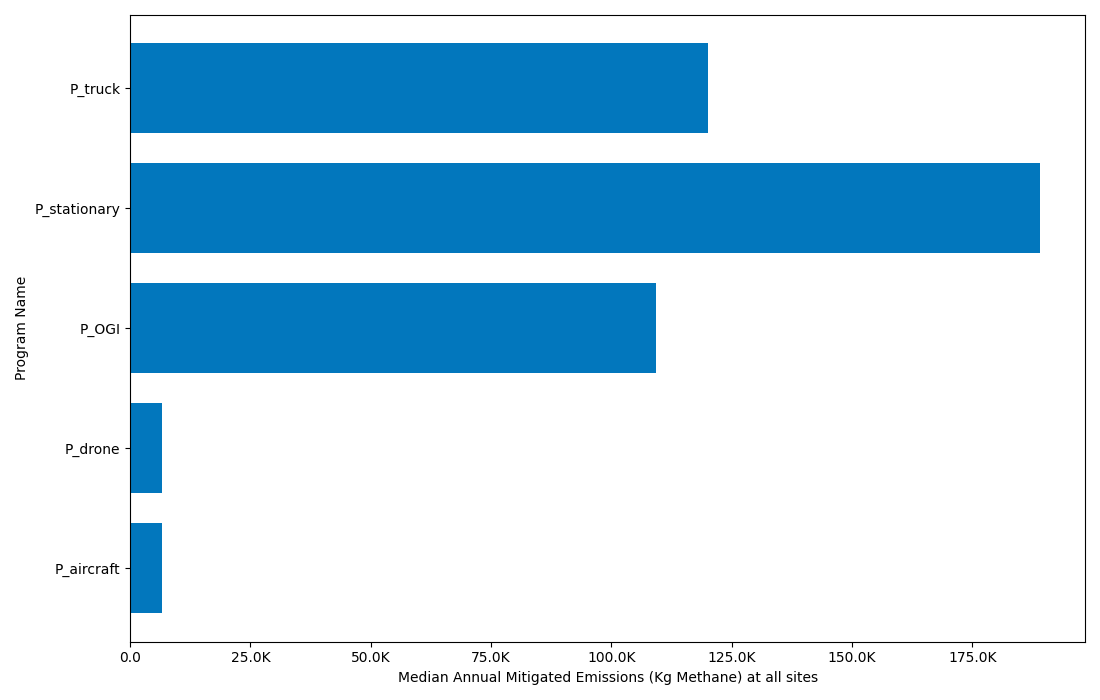 P_truck
P_stationary
P_OGI
P_drone
P_aircraft
Program Name
0.0 25.0K 50.0K 75.0K 100.0K 125.0K 150.0K 175.0K
Median Annual Mitigated Emissions (Kg Methane) at all sites